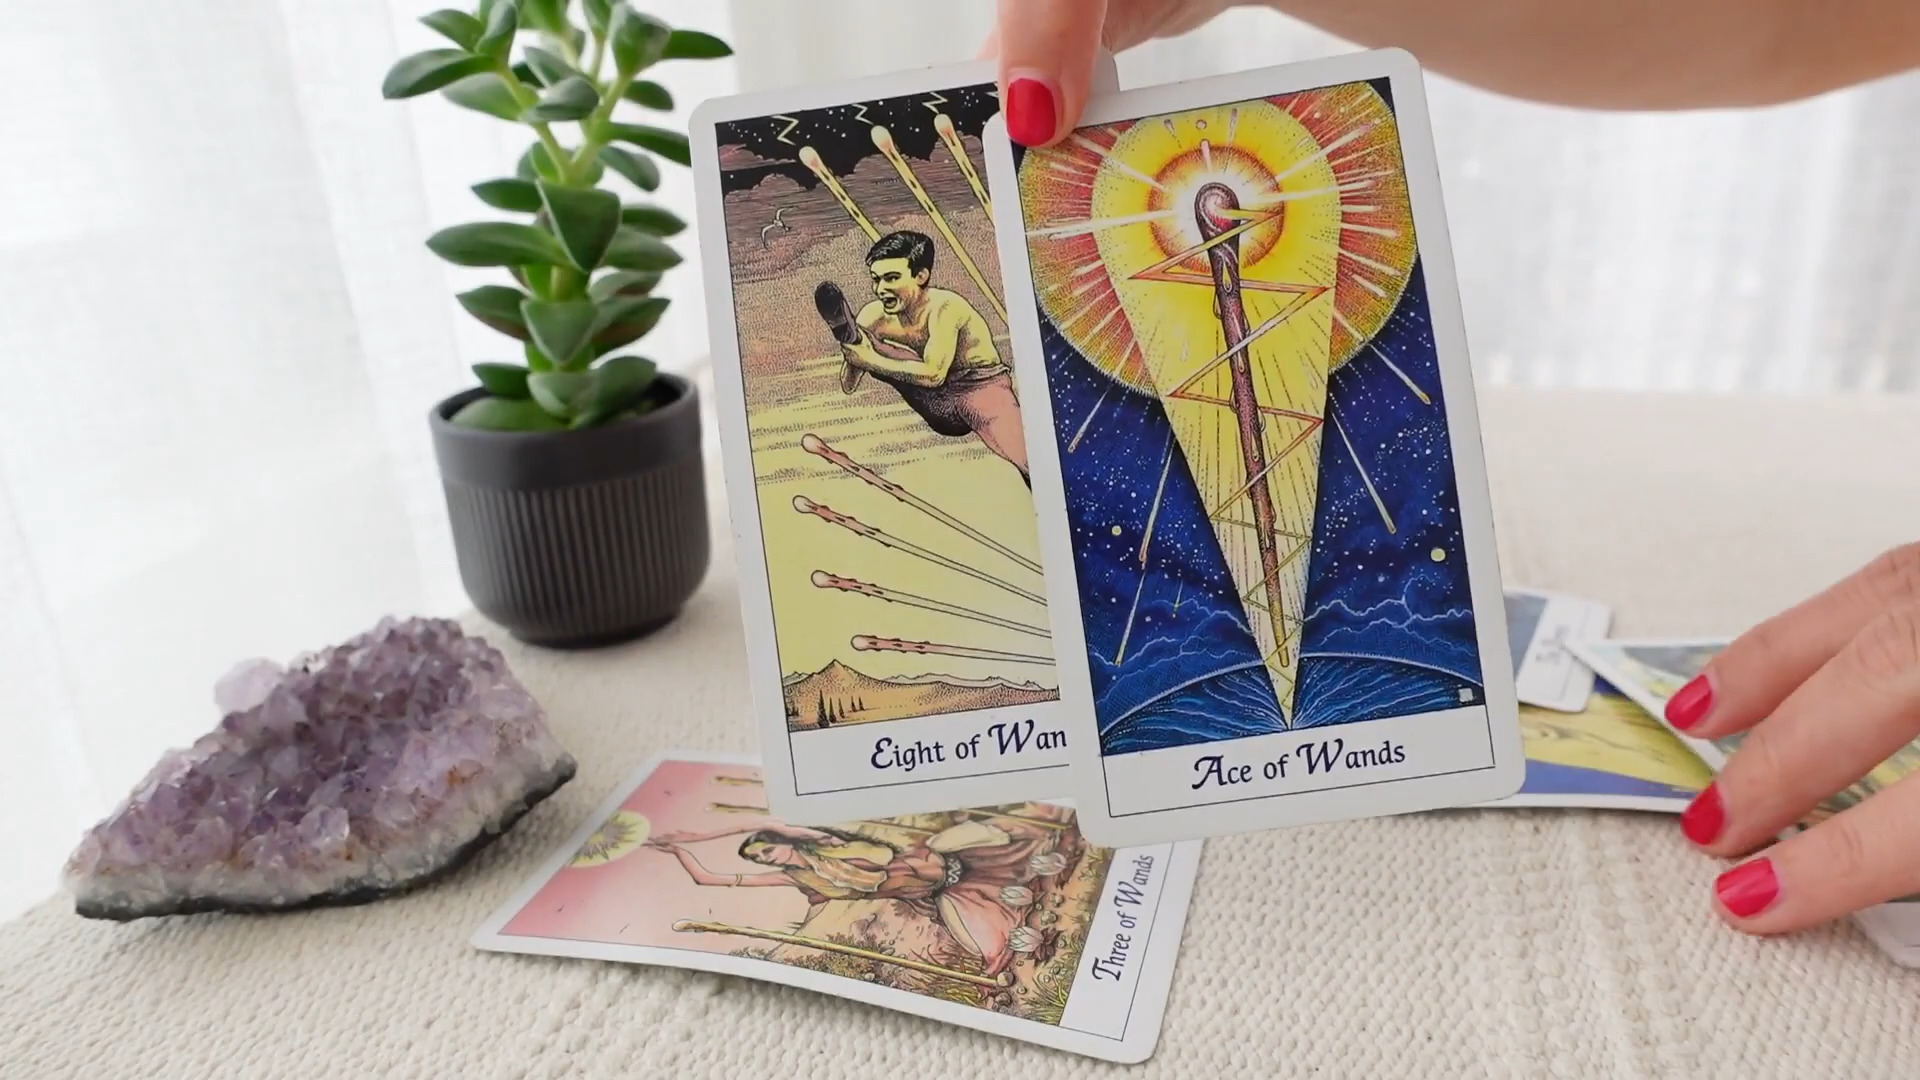 Eight of Wan
Ace of Wands
Three of Wands